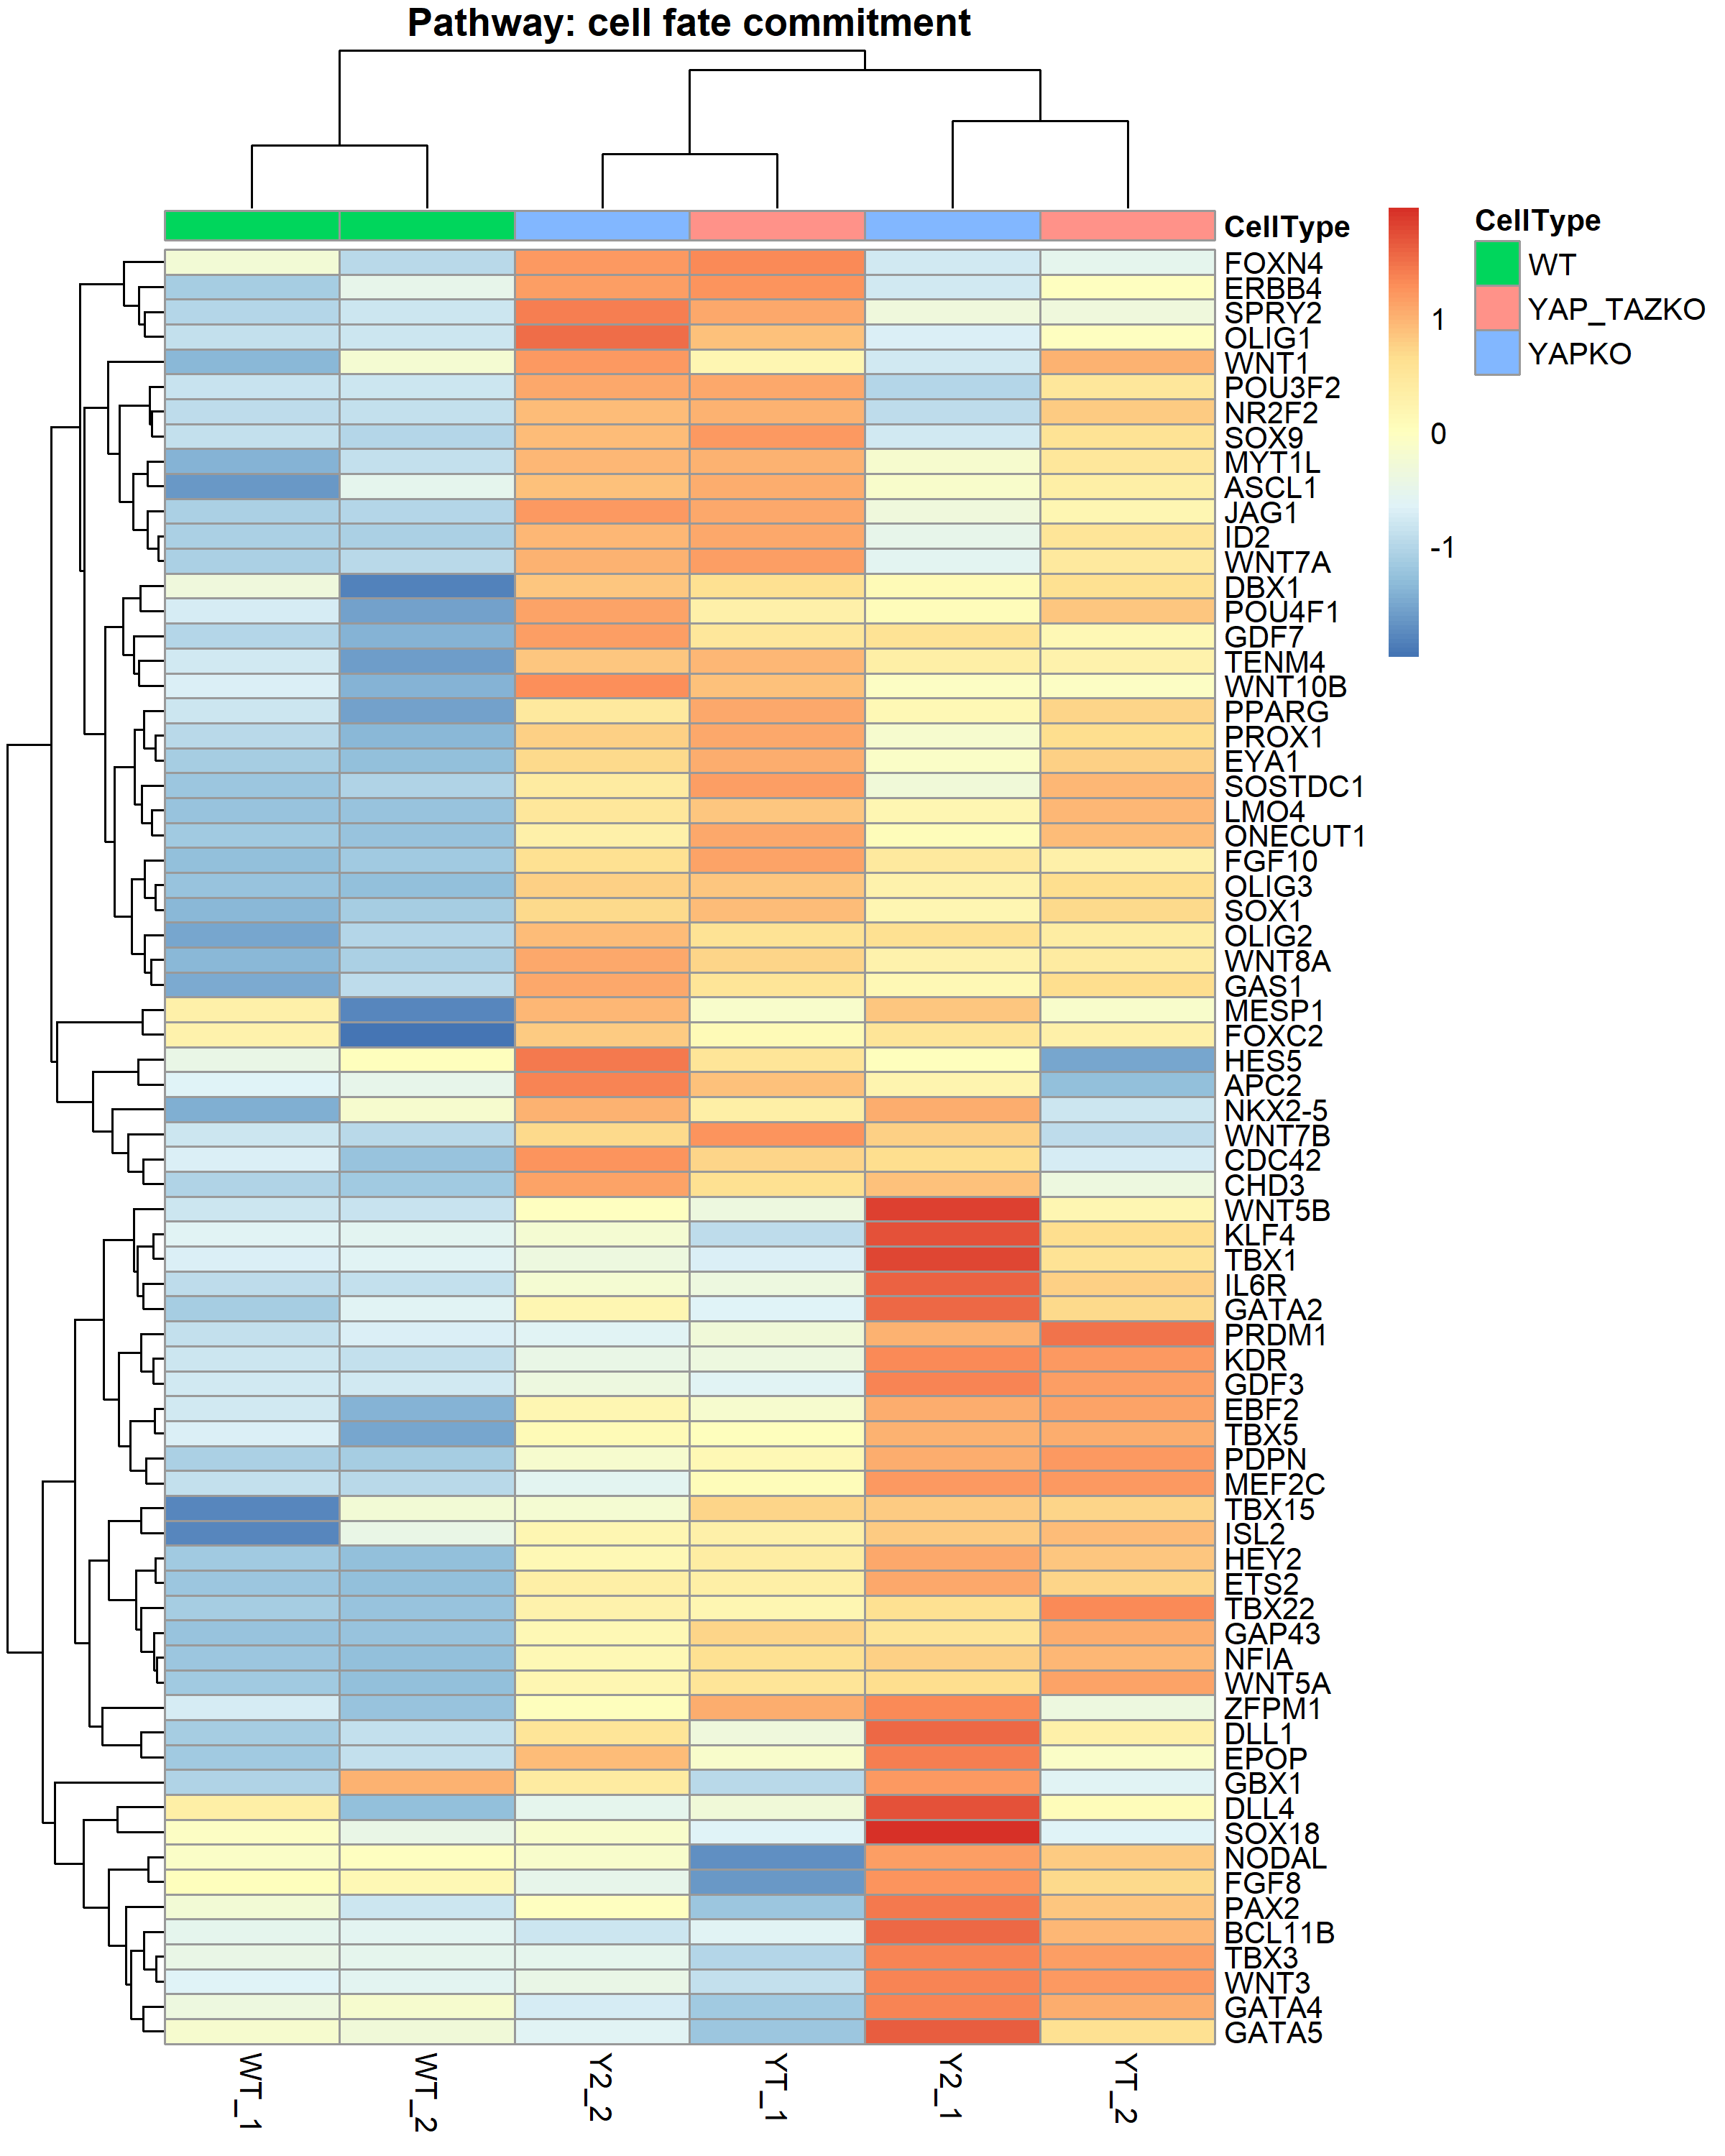 Pathway: cell fate commitment
CellType
FOXN4
ERBB4
SPRY2
OLIG1
WNT1
POU3F2
NR2F2
SOX9
MYT1L
ASCL1
JAG1
ID2
WNT7A
DBX1
POU4F1
GDF7
TENM4
WNT10B
PPARG
PROX1
EYA1
SOSTDC1
LMO4
ONECUT1
FGF10
OLIG3
SOX1
OLIG2
WNT8A
GAS1
MESP1
FOXC2
HES5
APC2
NKX2-5
WNT7B
CDC42
CHD3
WNT5B
KLF4
TBX1
IL6R
GATA2
PRDM1
KDR
GDF3
EBF2
TBX5
PDPN
MEF2C
TBX15
ISL2
HEY2
ETS2
TBX22
GAP43
NFIA
WNT5A
ZFPM1
DLL1
EPOP
GBX1
DLL4
SOX18
NODAL
FGF8
PAX2
BCL11B
TBX3
WNT3
GATA4
GATA5
WT_1
WT_2
Y2_2
YT_1
Y2_1
YT_2
1
0
-1
CellType
WT
YAP_TAZKO
YAPKO